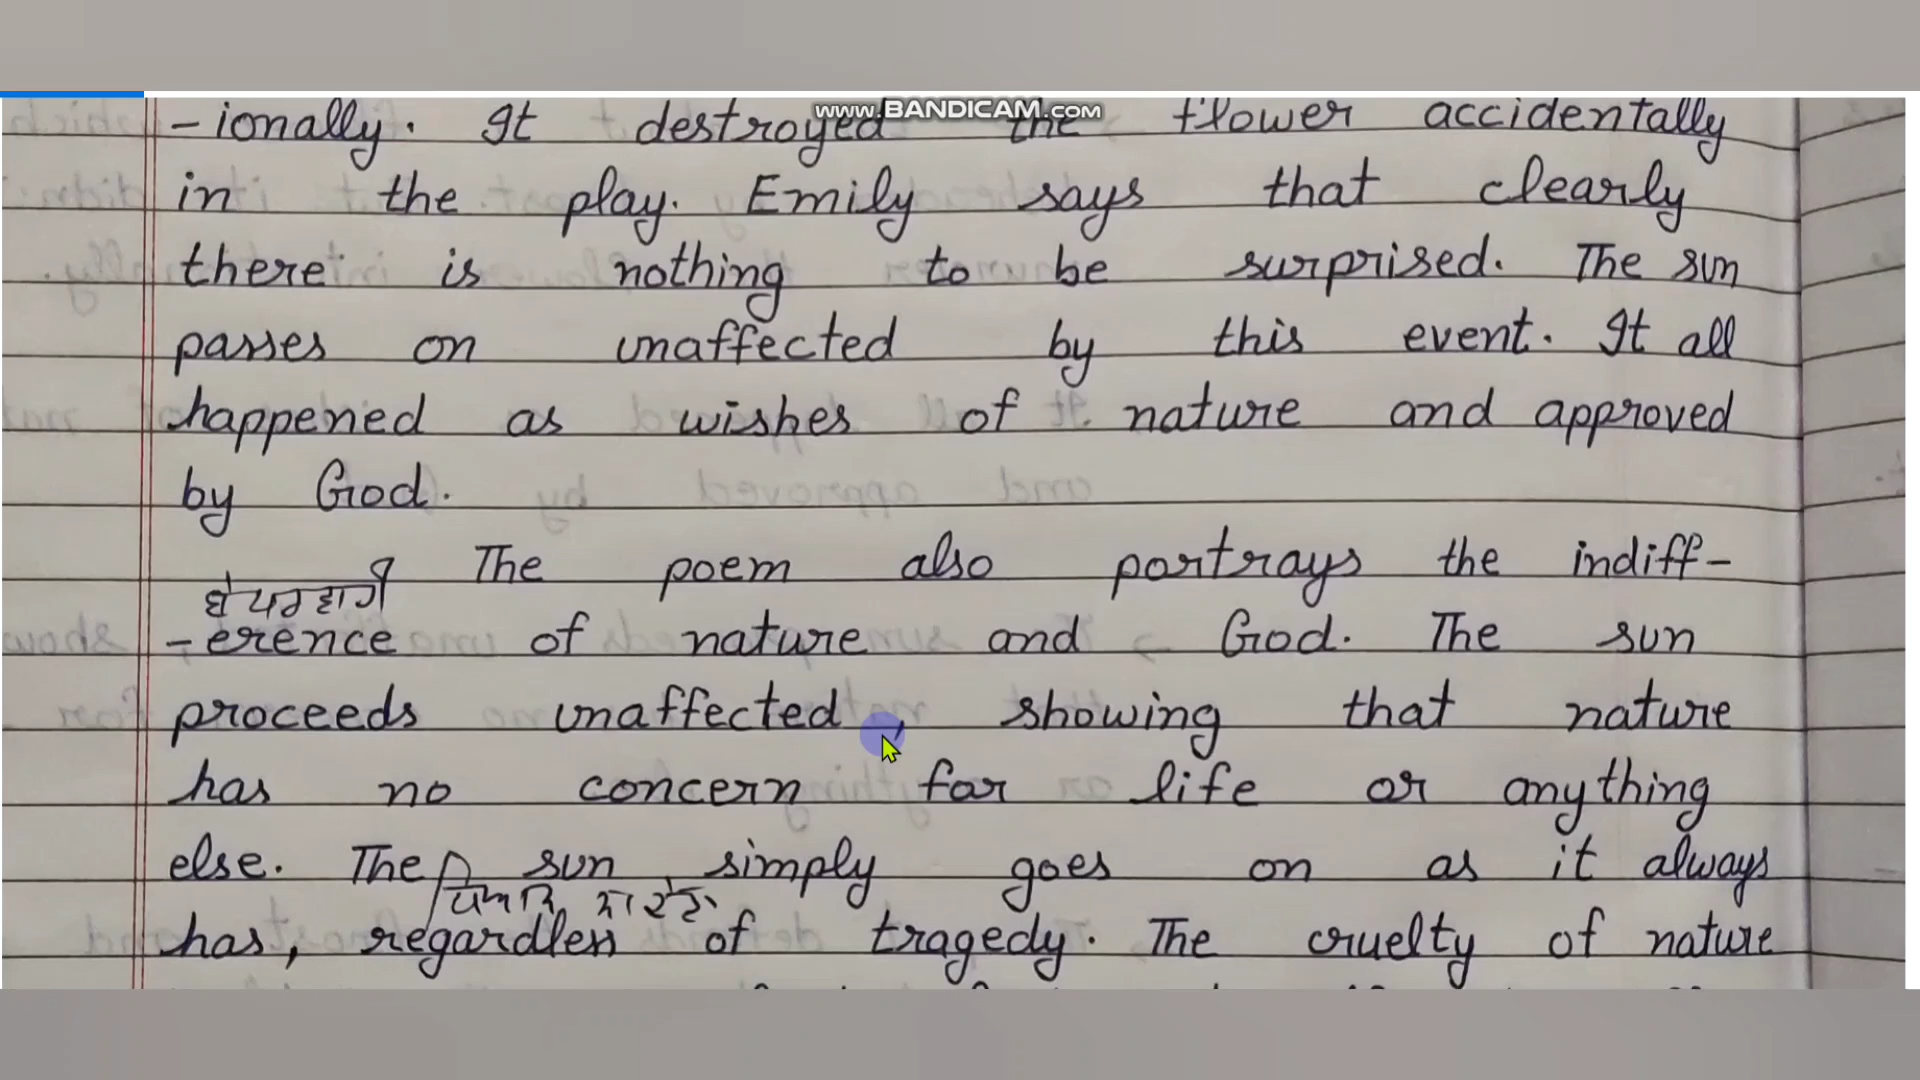 www.BANDICAM.com
-ionally. It destroyed the flower accidentally
in the play. Emily says that clearly
there is nothing to be surprised. The sun
passes on unaffected by this event. It all
happened as wishes of nature and approved
by God.
The poem also portrays the indiff-
ਬੇਪਰਵਾਹੀ
-erence of nature and God. The sun
proceeds unaffected, showing that nature
has no concern for life or anything
else. The sun simply goes on as it always
has, regardless of tragedy. The cruelty of nature